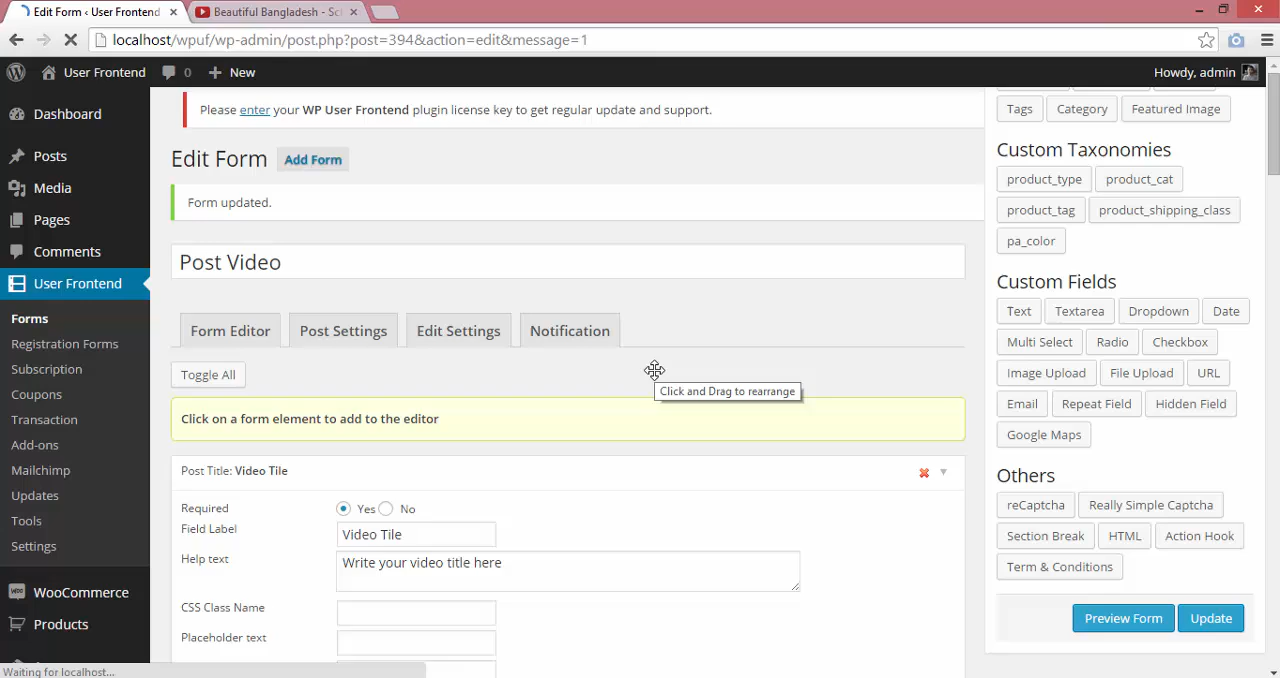 Edit Form ‹ User Frontend
Beautiful Bangladesh - Sc
localhost/wpuf/wp-admin/post.php?post=394&action=edit&message=1
User Frontend 0 New
Howdy, admin
Dashboard
Posts
Media
Pages
Comments
User Frontend
Forms
Registration Forms
Subscription
Coupons
Transaction
Add-ons
Mailchimp
Updates
Tools
Settings
WooCommerce
Products
Please enter your WP User Frontend plugin license key to get regular update and support.
Edit Form Add Form
Form updated.
Post Video
Form Editor Post Settings Edit Settings Notification
Toggle All
Click and Drag to rearrange
Click on a form element to add to the editor
Post Title: Video Tile
Required Yes No
Field Label Video Tile
Help text Write your video title here
CSS Class Name
Placeholder text
Tags Category Featured Image
Custom Taxonomies
product_type product_cat
product_tag product_shipping_class
pa_color
Custom Fields
Text Textarea Dropdown Date
Multi Select Radio Checkbox
Image Upload File Upload URL
Email Repeat Field Hidden Field
Google Maps
Others
reCaptcha Really Simple Captcha
Section Break HTML Action Hook
Term & Conditions
Preview Form Update
Waiting for localhost...